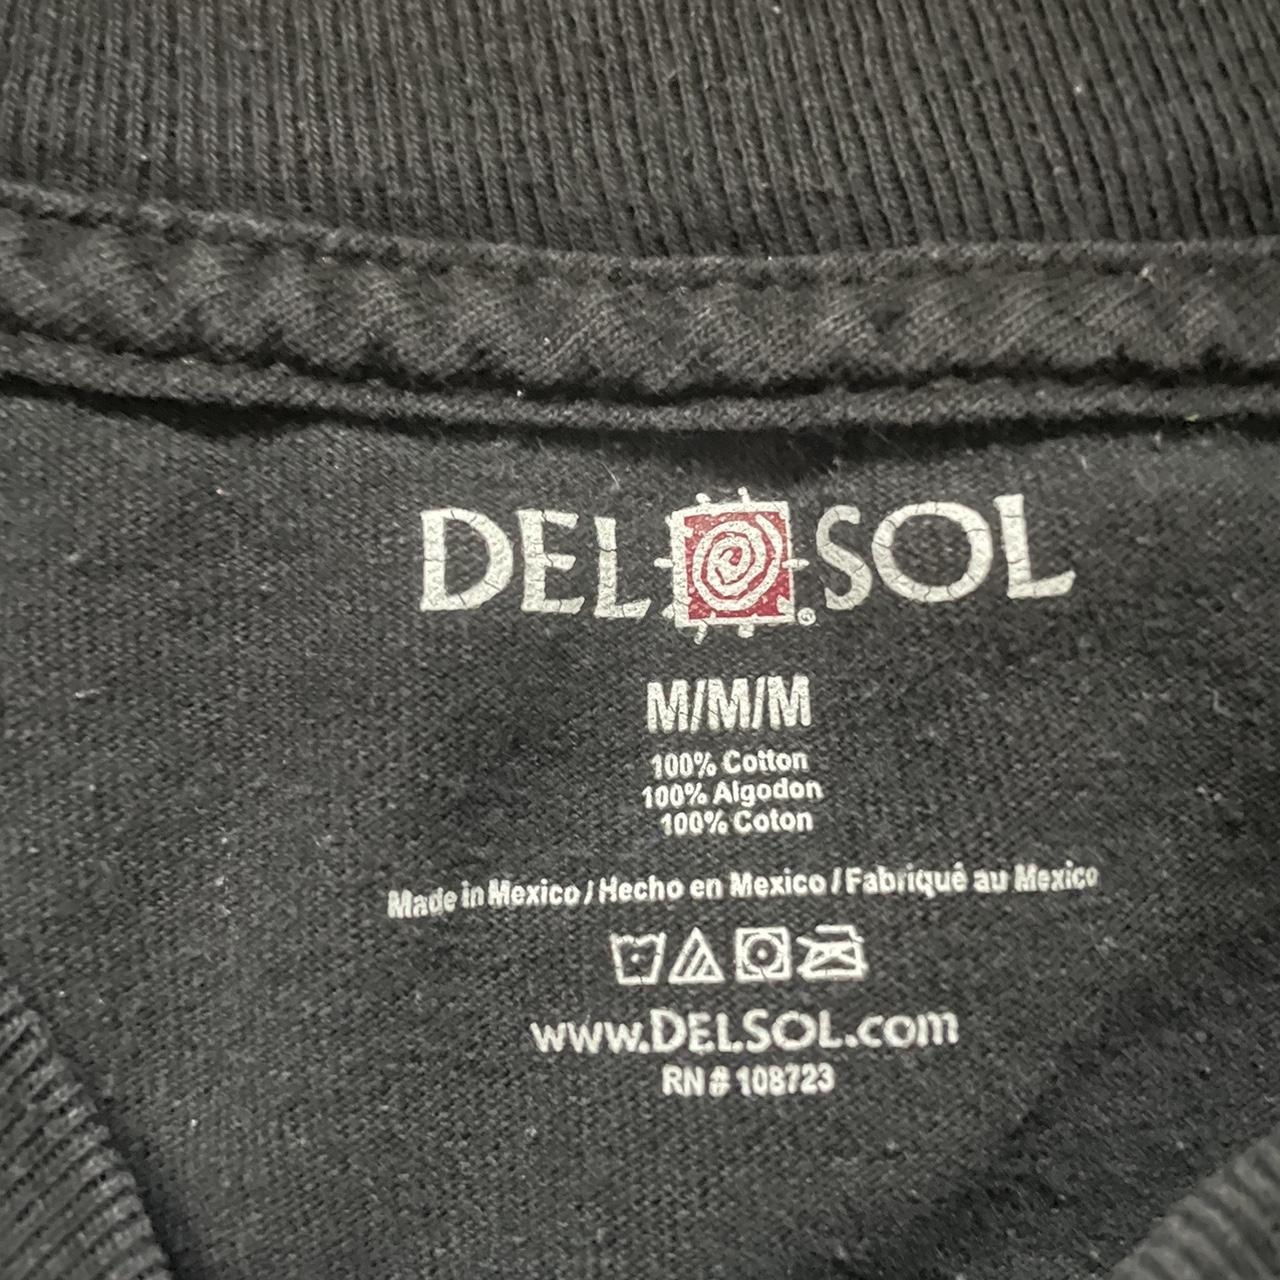 DEL SOL®
M/M/M
100% Cotton
100% Algodon
100% Coton
Made in Mexico / Hecho en Mexico / Fabriquè au Mexico
www.DELSOL.com
RN # 108723